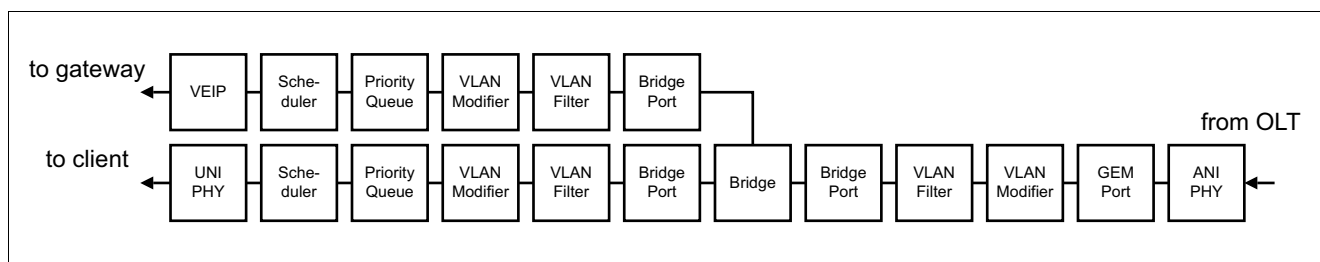 to gateway
VEIP
Sche-
duler
Priority
Queue
VLAN
Modifier
VLAN
Filter
Bridge
Port
from OLT
to client
UNI
PHY
Sche-
duler
Priority
Queue
VLAN
Modifier
VLAN
Filter
Bridge
Port
Bridge
Bridge
Port
VLAN
Filter
VLAN
Modifier
GEM
Port
ANI
PHY